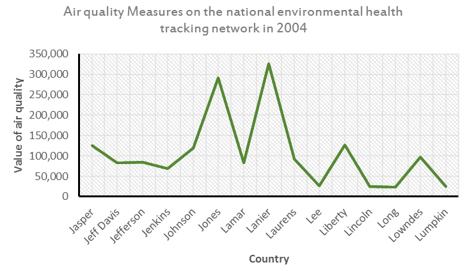 Air quality Measures on the national environmental health
tracking network in 2004
Value of air quality
350,000
300,000
250,000
200,000
150,000
100,000
50,000
0
Jasper
Jeff Davis
Jefferson
Jenkins
Johnson
Jones
Lamar
Lanier
Laurens
Lee
Liberty
Lincoln
Long
Lowndes
Lumpkin
Country